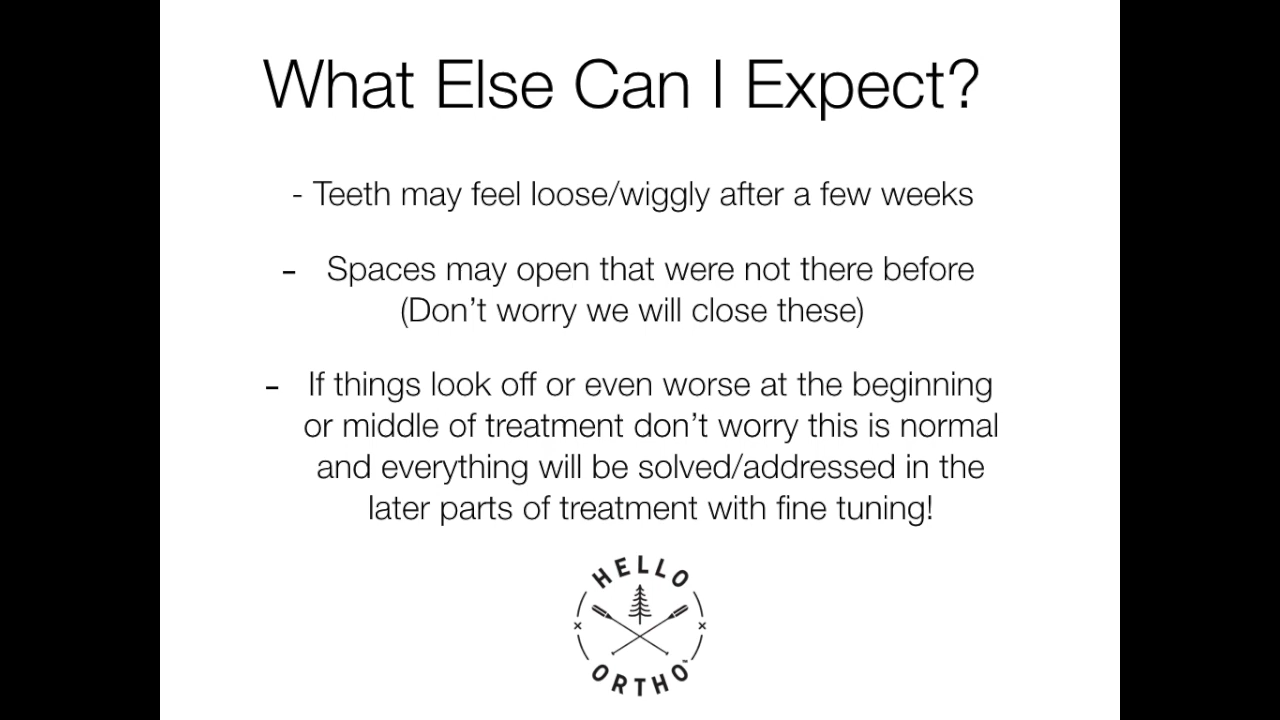 What Else Can I Expect?
- Teeth may feel loose/wiggly after a few weeks
- Spaces may open that were not there before
(Don’t worry we will close these)
- If things look off or even worse at the beginning
or middle of treatment don’t worry this is normal
and everything will be solved/addressed in the
later parts of treatment with fine tuning!
HELLO
ORTHO